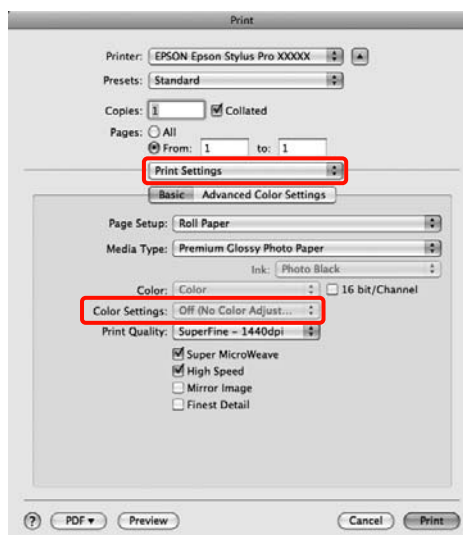 Print
Printer: EPSON Epson Stylus Pro XXXXX
Presets: Standard
Copies: 1 Collated
Pages: All
From: 1 to: 1
Print Settings
Basic Advanced Color Settings
Page Setup: Roll Paper
Media Type: Premium Glossy Photo Paper
Ink: Photo Black
Color: Color 16 bit/Channel
Color Settings: Off (No Color Adjust...
Print Quality: SuperFine - 1440dpi
Super MicroWeave
High Speed
Mirror Image
Finest Detail
? PDF Preview Cancel Print